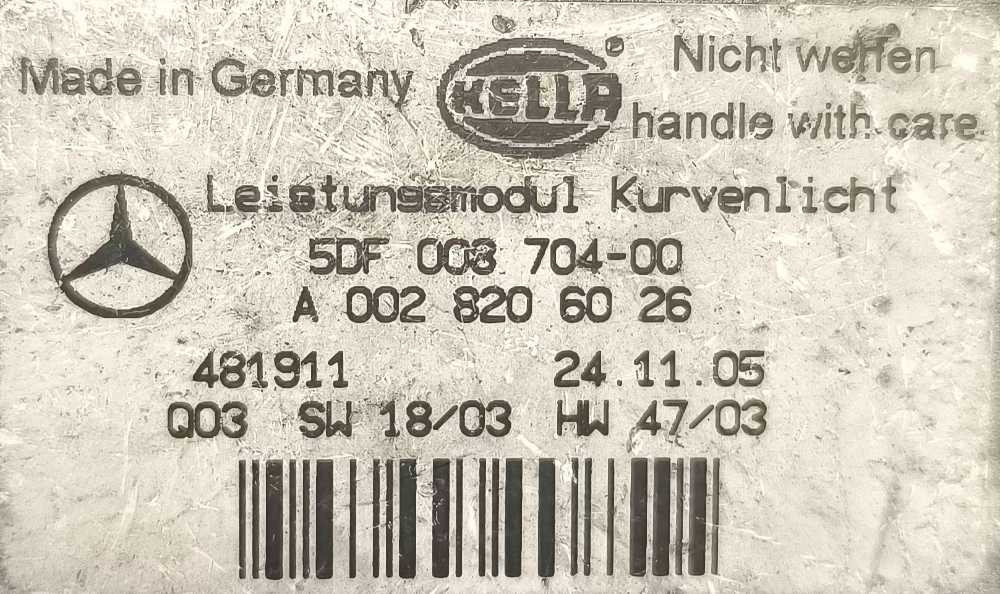 Made in Germany
HELLA
Nicht werfen
handle with care
Leistungsmodul Kurvenlicht
5DF 008 704-00
A 002 820 60 26
481911 24.11.05
Q03 SW 18/03 HW 47/03